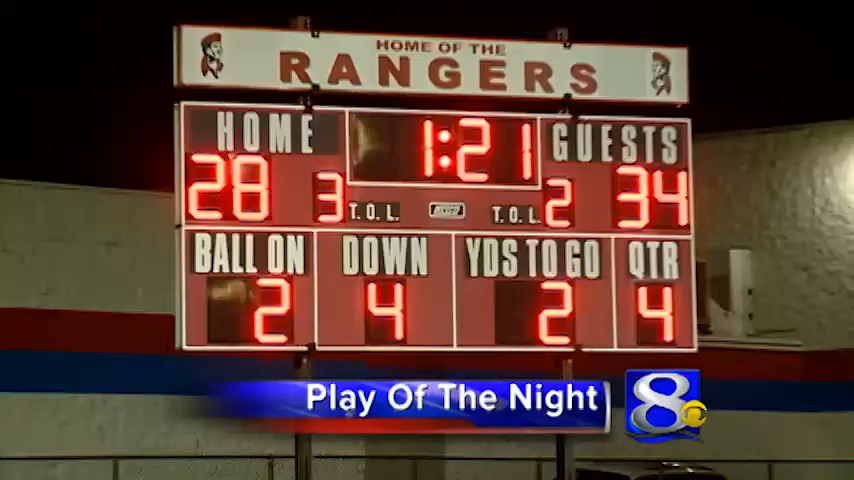 HOME OF THE
RANGERS
HOME 1:21 GUESTS
28 3 T.O.L. T.O.L. 2 34
BALL ON DOWN YDS TO GO QTR
2 4 2 4
Play Of The Night 8